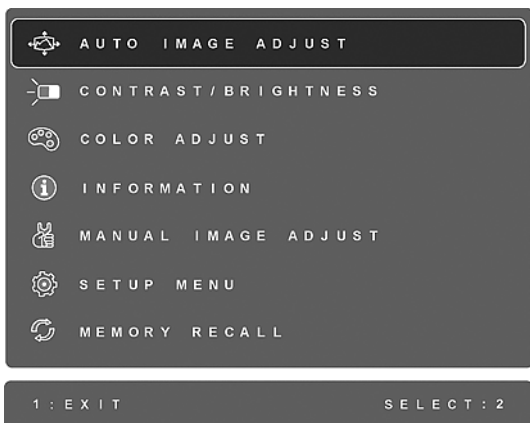 AUTO IMAGE ADJUST
CONTRAST/BRIGHTNESS
COLOR ADJUST
INFORMATION
MANUAL IMAGE ADJUST
SETUP MENU
MEMORY RECALL
1:EXIT SELECT:2